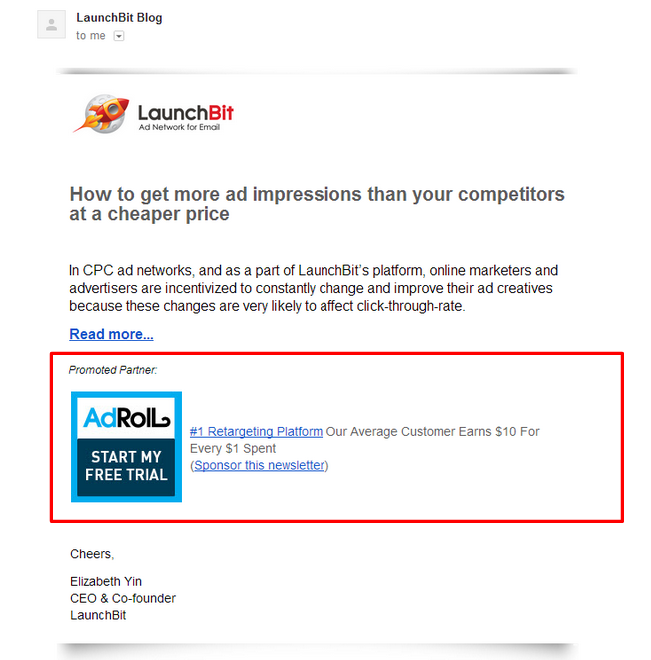 LaunchBit Blog
to me
LaunchBit
Ad Network for Email
How to get more ad impressions than your competitors
at a cheaper price
In CPC ad networks, and as a part of LaunchBit's platform, online marketers and
advertisers are incentivized to constantly change and improve their ad creatives
because these changes are very likely to affect click-through-rate.
Read more...
Promoted Partner:
AdRoll
START MY
FREE TRIAL
#1 Retargeting Platform Our Average Customer Earns $10 For
Every $1 Spent
(Sponsor this newsletter)
Cheers,
Elizabeth Yin
CEO & Co-founder
LaunchBit